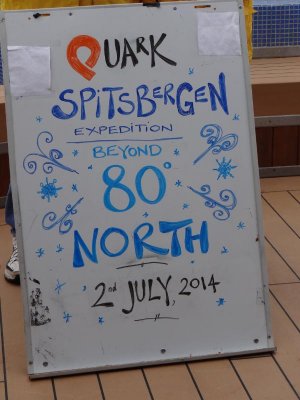 QUARK
SPITSBERGEN
EXPEDITION
BEYOND
80°
NORTH
2nd JULY, 2014